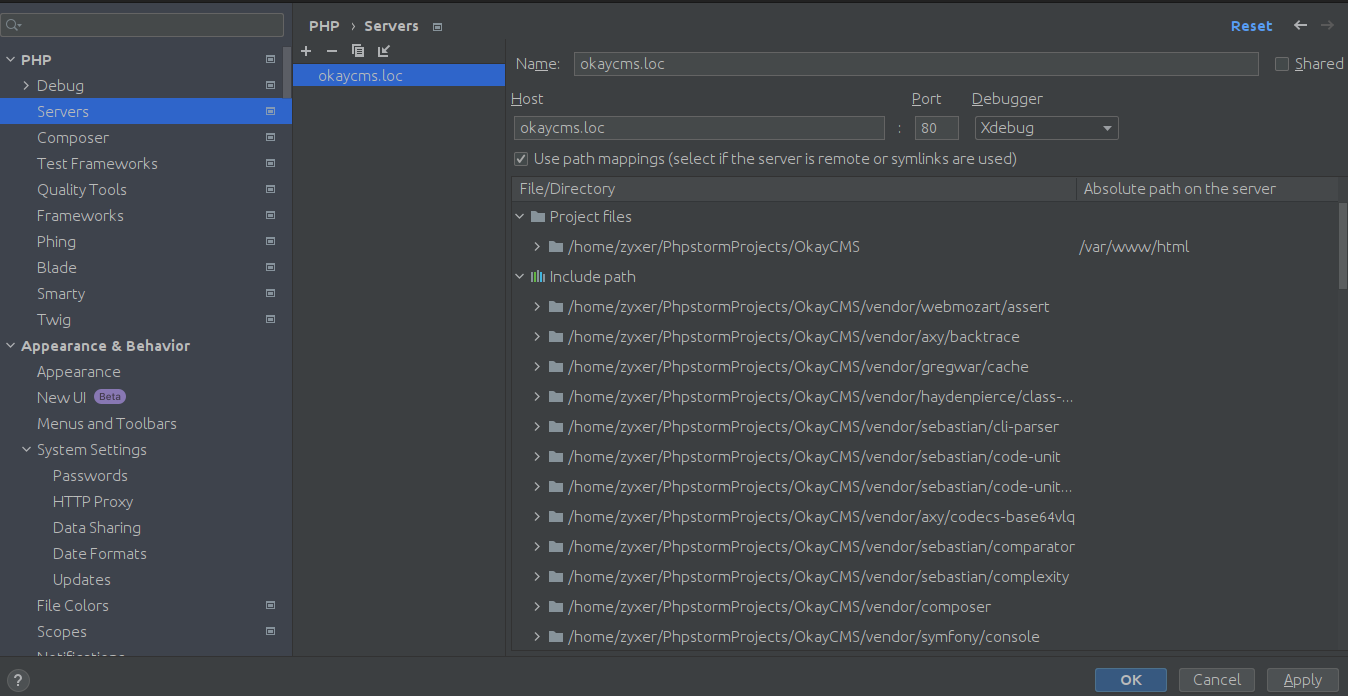 PHP › Servers
Reset
PHP
Debug
Servers
Composer
Test Frameworks
Quality Tools
Frameworks
Phing
Blade
Smarty
Twig
Appearance & Behavior
Appearance
New UI Beta
Menus and Toolbars
System Settings
Passwords
HTTP Proxy
Data Sharing
Date Formats
Updates
File Colors
Scopes
Notifications
okaycms.loc
Name: okaycms.loc Shared
Host Port Debugger
okaycms.loc : 80 Xdebug
Use path mappings (select if the server is remote or symlinks are used)
File/Directory Absolute path on the server
Project files
/home/zyxer/PhpstormProjects/OkayCMS /var/www/html
Include path
/home/zyxer/PhpstormProjects/OkayCMS/vendor/webmozart/assert
/home/zyxer/PhpstormProjects/OkayCMS/vendor/axy/backtrace
/home/zyxer/PhpstormProjects/OkayCMS/vendor/gregwar/cache
/home/zyxer/PhpstormProjects/OkayCMS/vendor/haydenpierce/class-...
/home/zyxer/PhpstormProjects/OkayCMS/vendor/sebastian/cli-parser
/home/zyxer/PhpstormProjects/OkayCMS/vendor/sebastian/code-unit
/home/zyxer/PhpstormProjects/OkayCMS/vendor/sebastian/code-unit...
/home/zyxer/PhpstormProjects/OkayCMS/vendor/axy/codecs-base64vlq
/home/zyxer/PhpstormProjects/OkayCMS/vendor/sebastian/comparator
/home/zyxer/PhpstormProjects/OkayCMS/vendor/sebastian/complexity
/home/zyxer/PhpstormProjects/OkayCMS/vendor/composer
/home/zyxer/PhpstormProjects/OkayCMS/vendor/symfony/console
? OK Cancel Apply